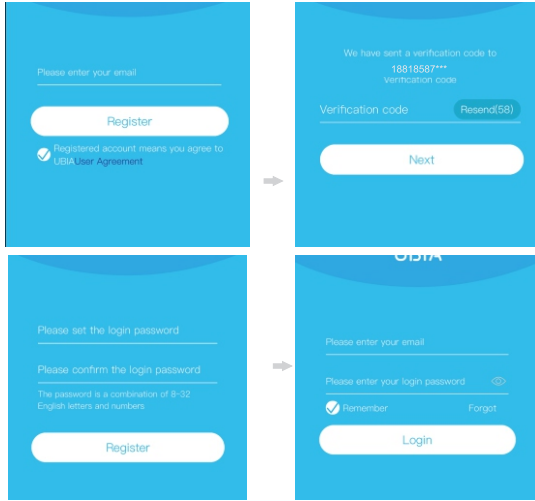 Please enter your email
Register
Registered account means you agree to
UBIAUser Agreement
We have sent a verification code to
18818587***
Verification code
Verification code
Resend(58)
Next
Please set the login password
Please confirm the login password
The password is a combination of 8-32
English letters and numbers
Register
UBIA
Please enter your email
Please enter your login password
Remember
Forgot
Login